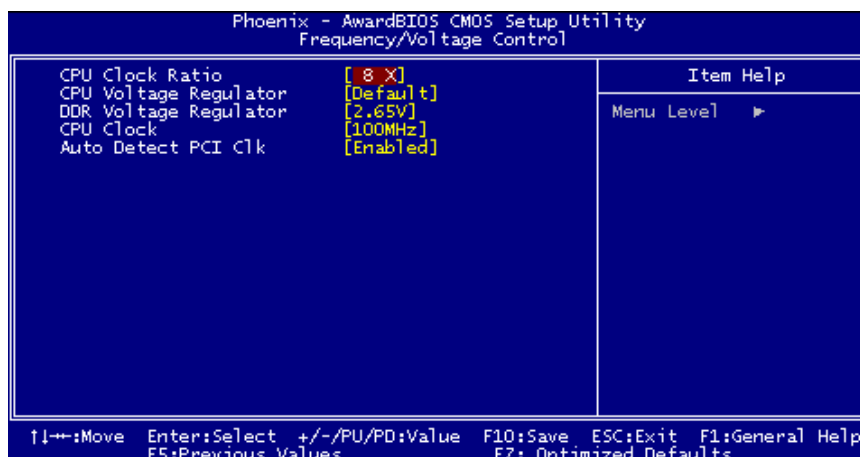 Phoenix - AwardBIOS CMOS Setup Utility
Frequency/Voltage Control
CPU Clock Ratio [ 8 X]
CPU Voltage Regulator [Default]
DDR Voltage Regulator [2.65V]
CPU Clock [100MHz]
Auto Detect PCI Clk [Enabled]
Item Help
Menu Level ►
↑↓→←:Move Enter:Select +/-/PU/PD:Value F10:Save ESC:Exit F1:General Help
F5:Previous Values F7: Optimized Defaults